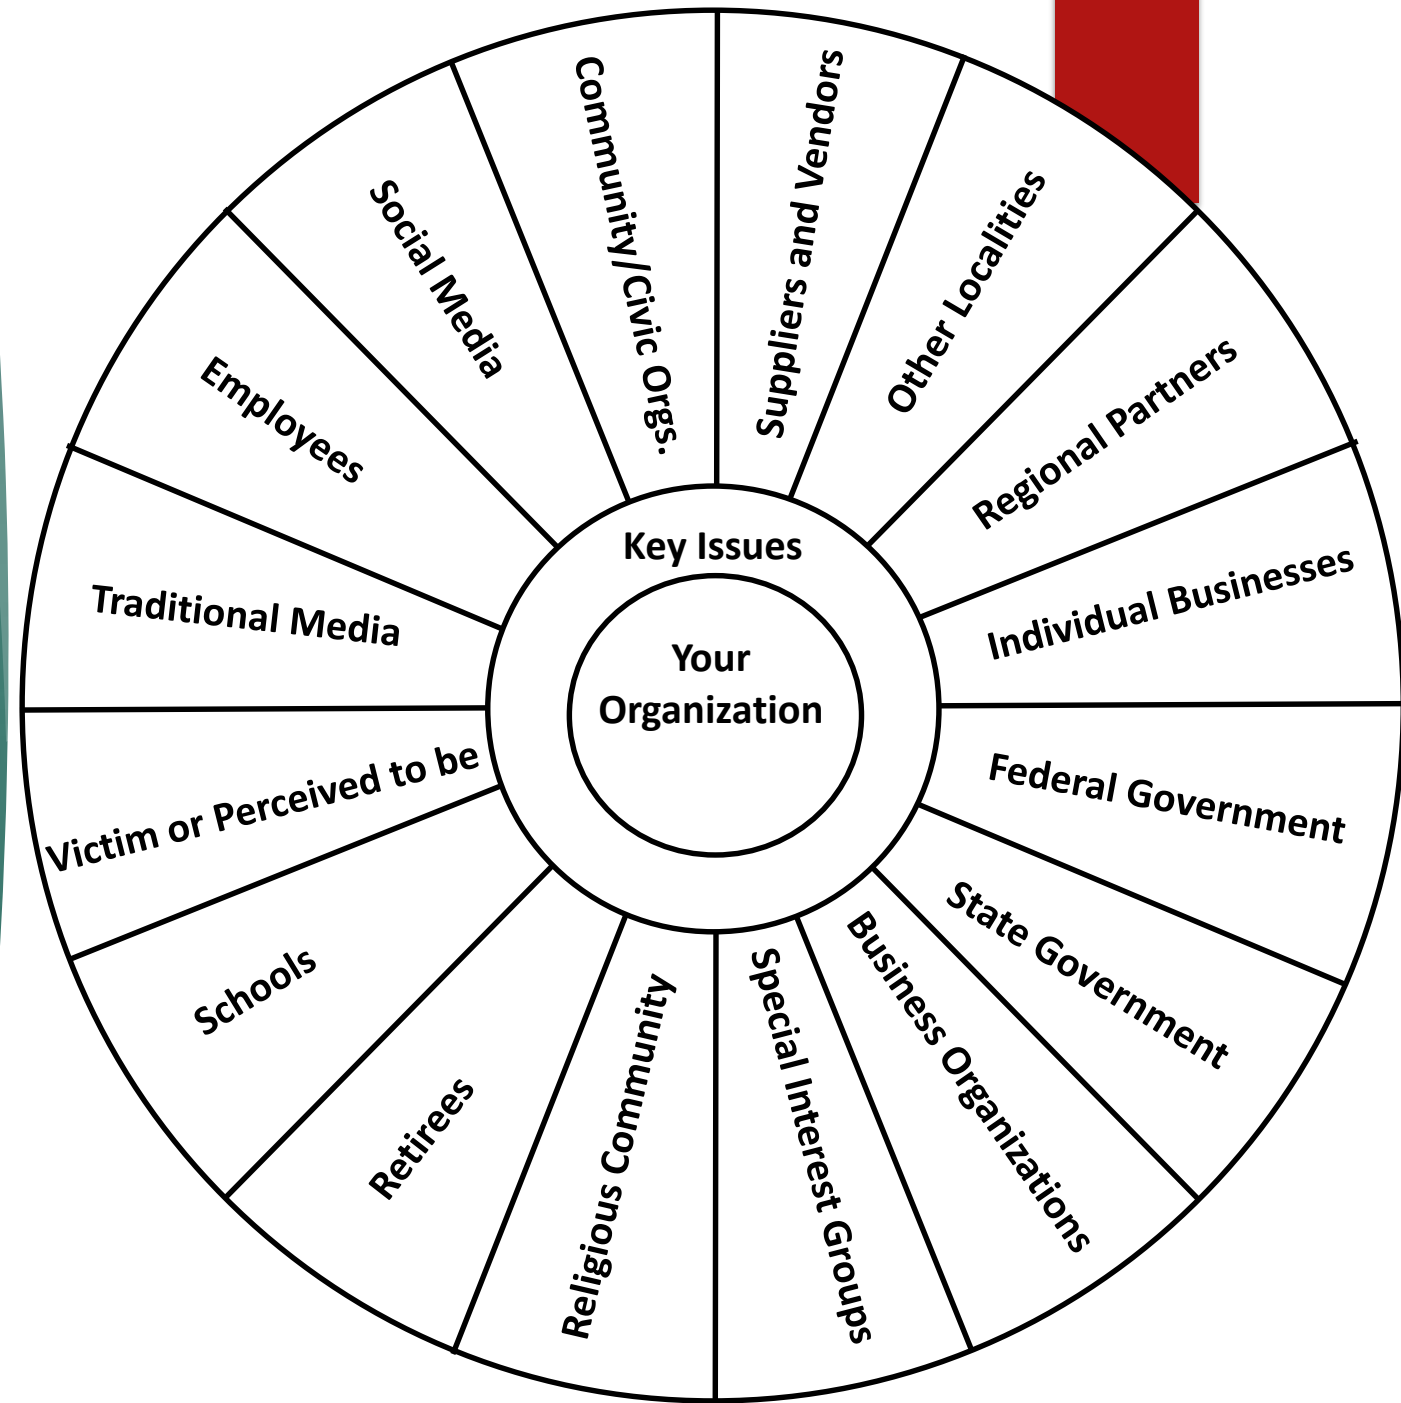 Community/Civic Orgs.
Suppliers and Vendors
Other Localities
Regional Partners
Individual Businesses
Federal Government
State Government
Business Organizations
Special Interest Groups
Religious Community
Retirees
Schools
Victim or Perceived to be
Traditional Media
Employees
Social Media
Key Issues
Your
Organization